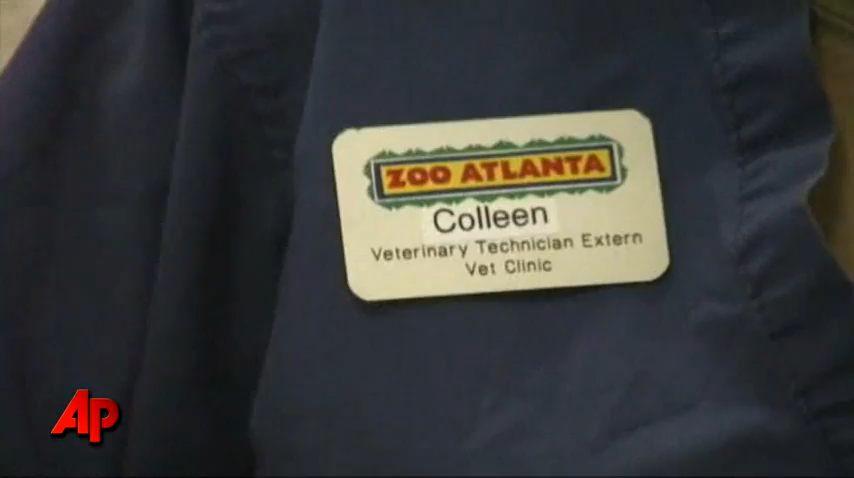 ZOO ATLANTA
Colleen
Veterinary Technician Extern
Vet Clinic
AP